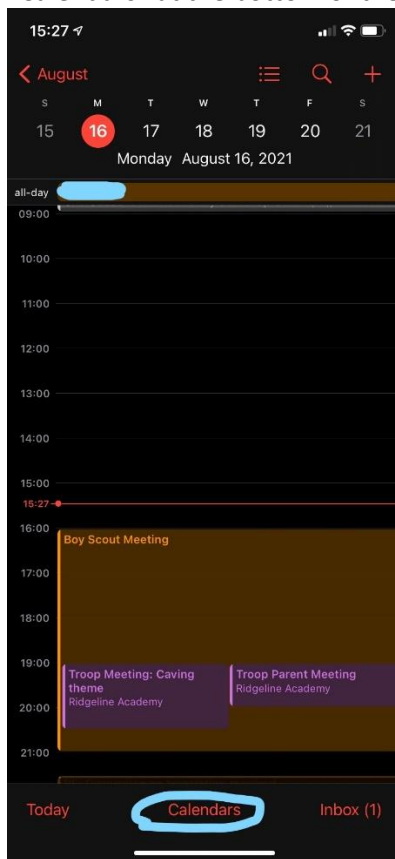 15:27
August
S M T W T F S
15 16 17 18 19 20 21
Monday August 16, 2021
all-day
09:00
10:00
11:00
12:00
13:00
14:00
15:00
15:27
16:00
Boy Scout Meeting
17:00
18:00
19:00
Troop Meeting: Caving
theme
Ridgeline Academy
Troop Parent Meeting
Ridgeline Academy
20:00
21:00
Today Calendars Inbox (1)